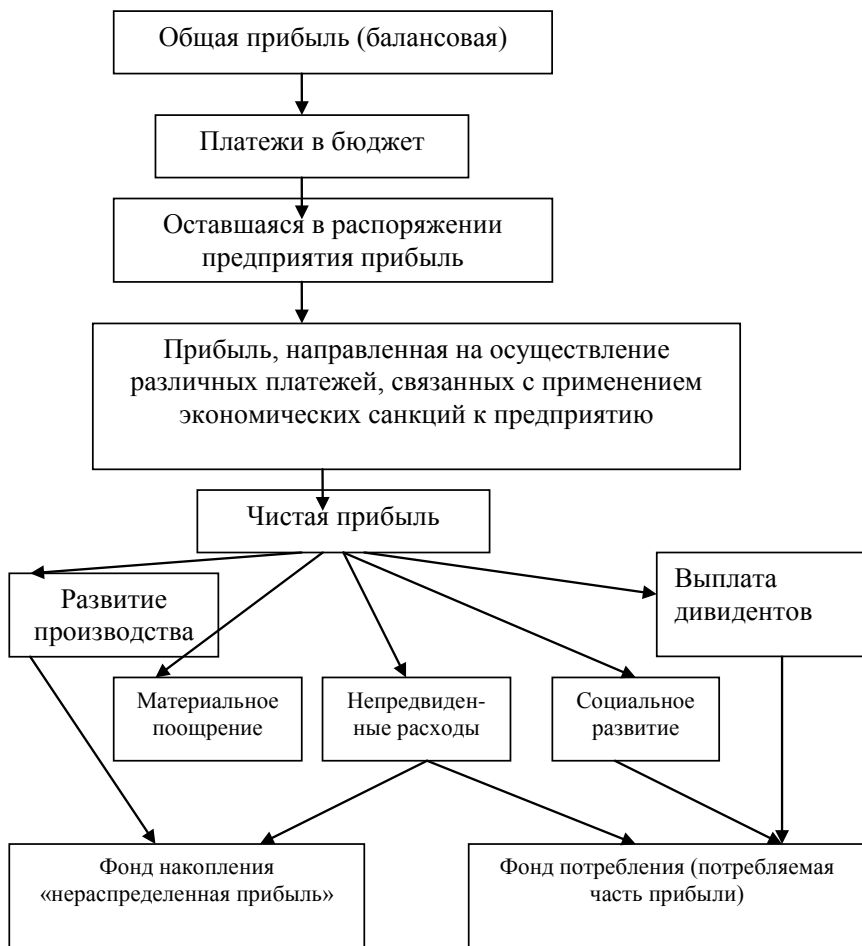 Общая прибыль (балансовая)
Платежи в бюджет
Оставшаяся в распоряжении
предприятия прибыль
Прибыль, направленная на осуществление
различных платежей, связанных с применением
экономических санкций к предприятию
Чистая прибыль
Развитие
производства
Выплата
дивидентов
Материальное
поощрение
Непредвиден-
ные расходы
Социальное
развитие
Фонд накопления
«нераспределенная прибыль»
Фонд потребления (потребляемая
часть прибыли)